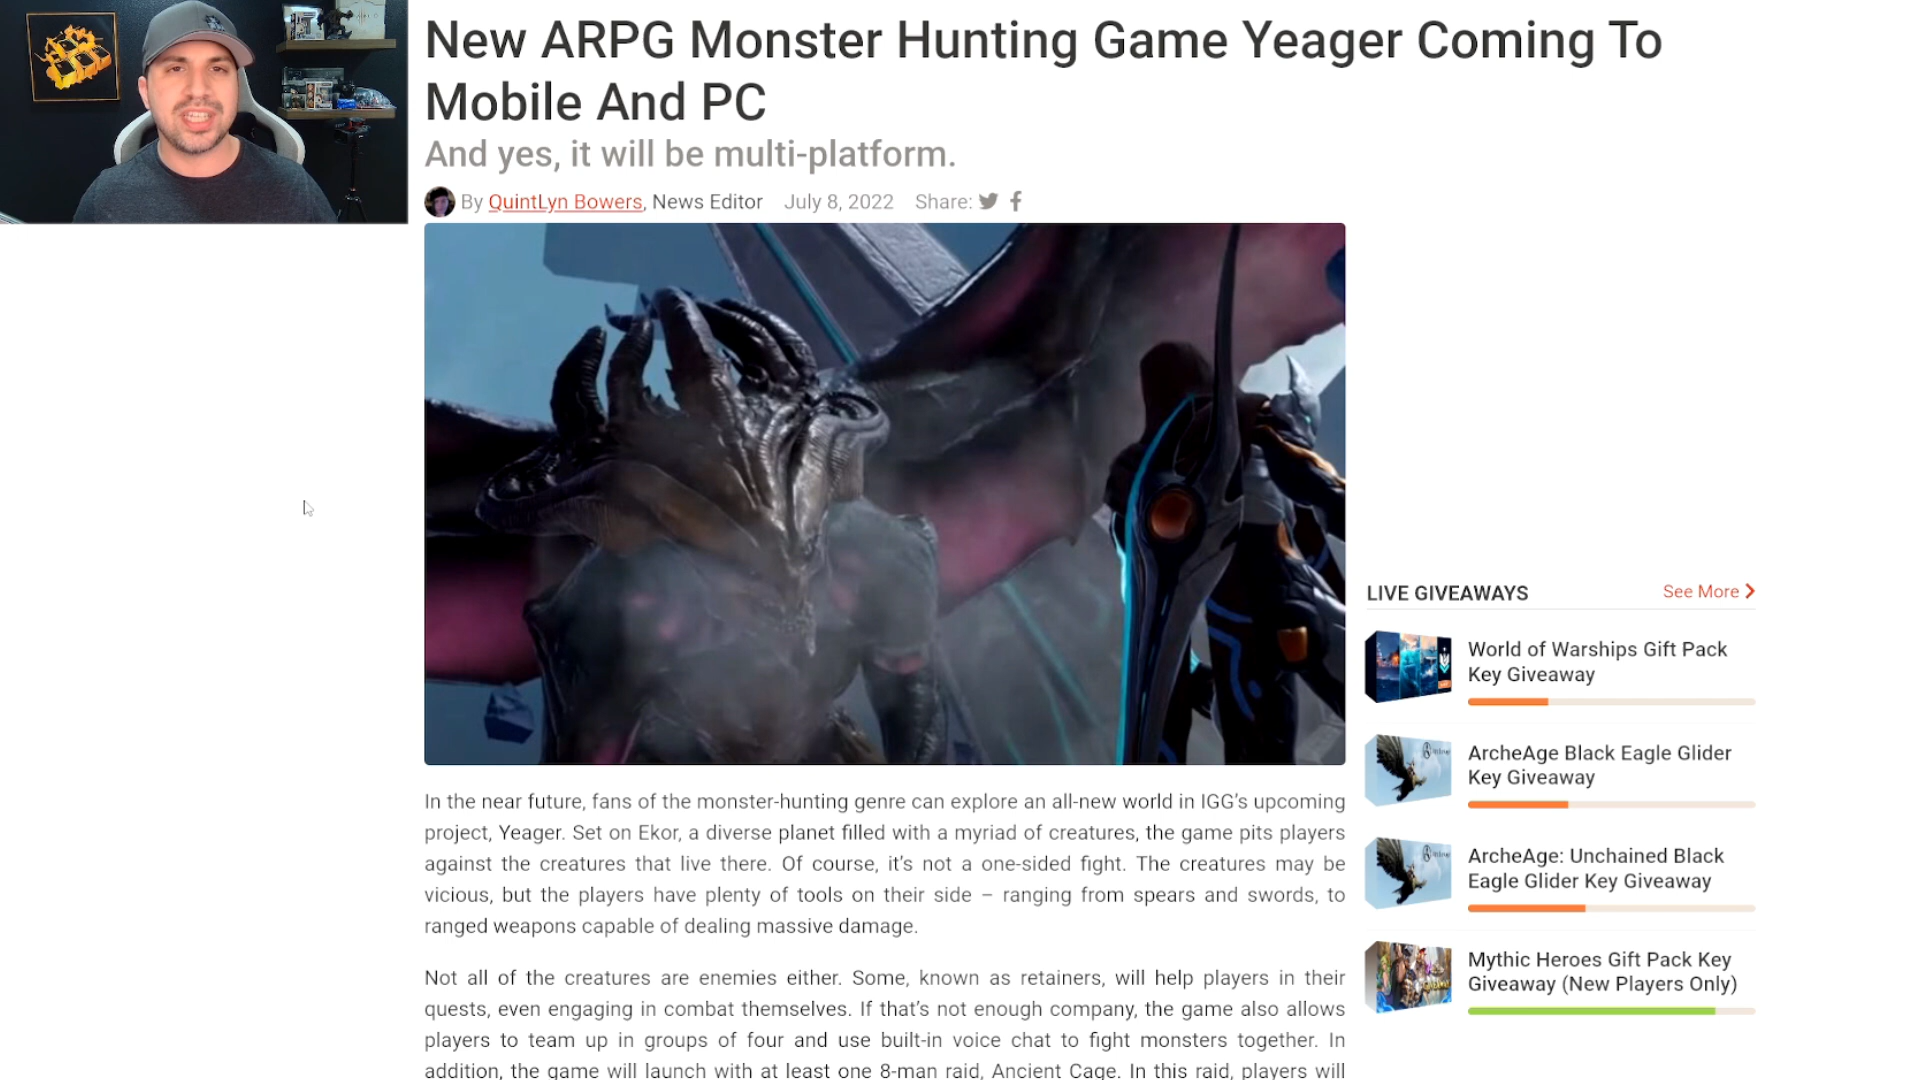 New ARPG Monster Hunting Game Yeager Coming To
Mobile And PC
And yes, it will be multi-platform.
By QuintLyn Bowers, News Editor July 8, 2022 Share:
In the near future, fans of the monster-hunting genre can explore an all-new world in IGG's upcoming
project, Yeager. Set on Ekor, a diverse planet filled with a myriad of creatures, the game pits players
against the creatures that live there. Of course, it's not a one-sided fight. The creatures may be
vicious, but the players have plenty of tools on their side – ranging from spears and swords, to
ranged weapons capable of dealing massive damage.
Not all of the creatures are enemies either. Some, known as retainers, will help players in their
quests, even engaging in combat themselves. If that's not enough company, the game also allows
players to team up in groups of four and use built-in voice chat to fight monsters together. In
addition, the game will launch with at least one 8-man raid, Ancient Cage. In this raid, players will
LIVE GIVEAWAYS See More
World of Warships Gift Pack
Key Giveaway
ArcheAge Black Eagle Glider
Key Giveaway
ArcheAge: Unchained Black
Eagle Glider Key Giveaway
Mythic Heroes Gift Pack Key
Giveaway (New Players Only)